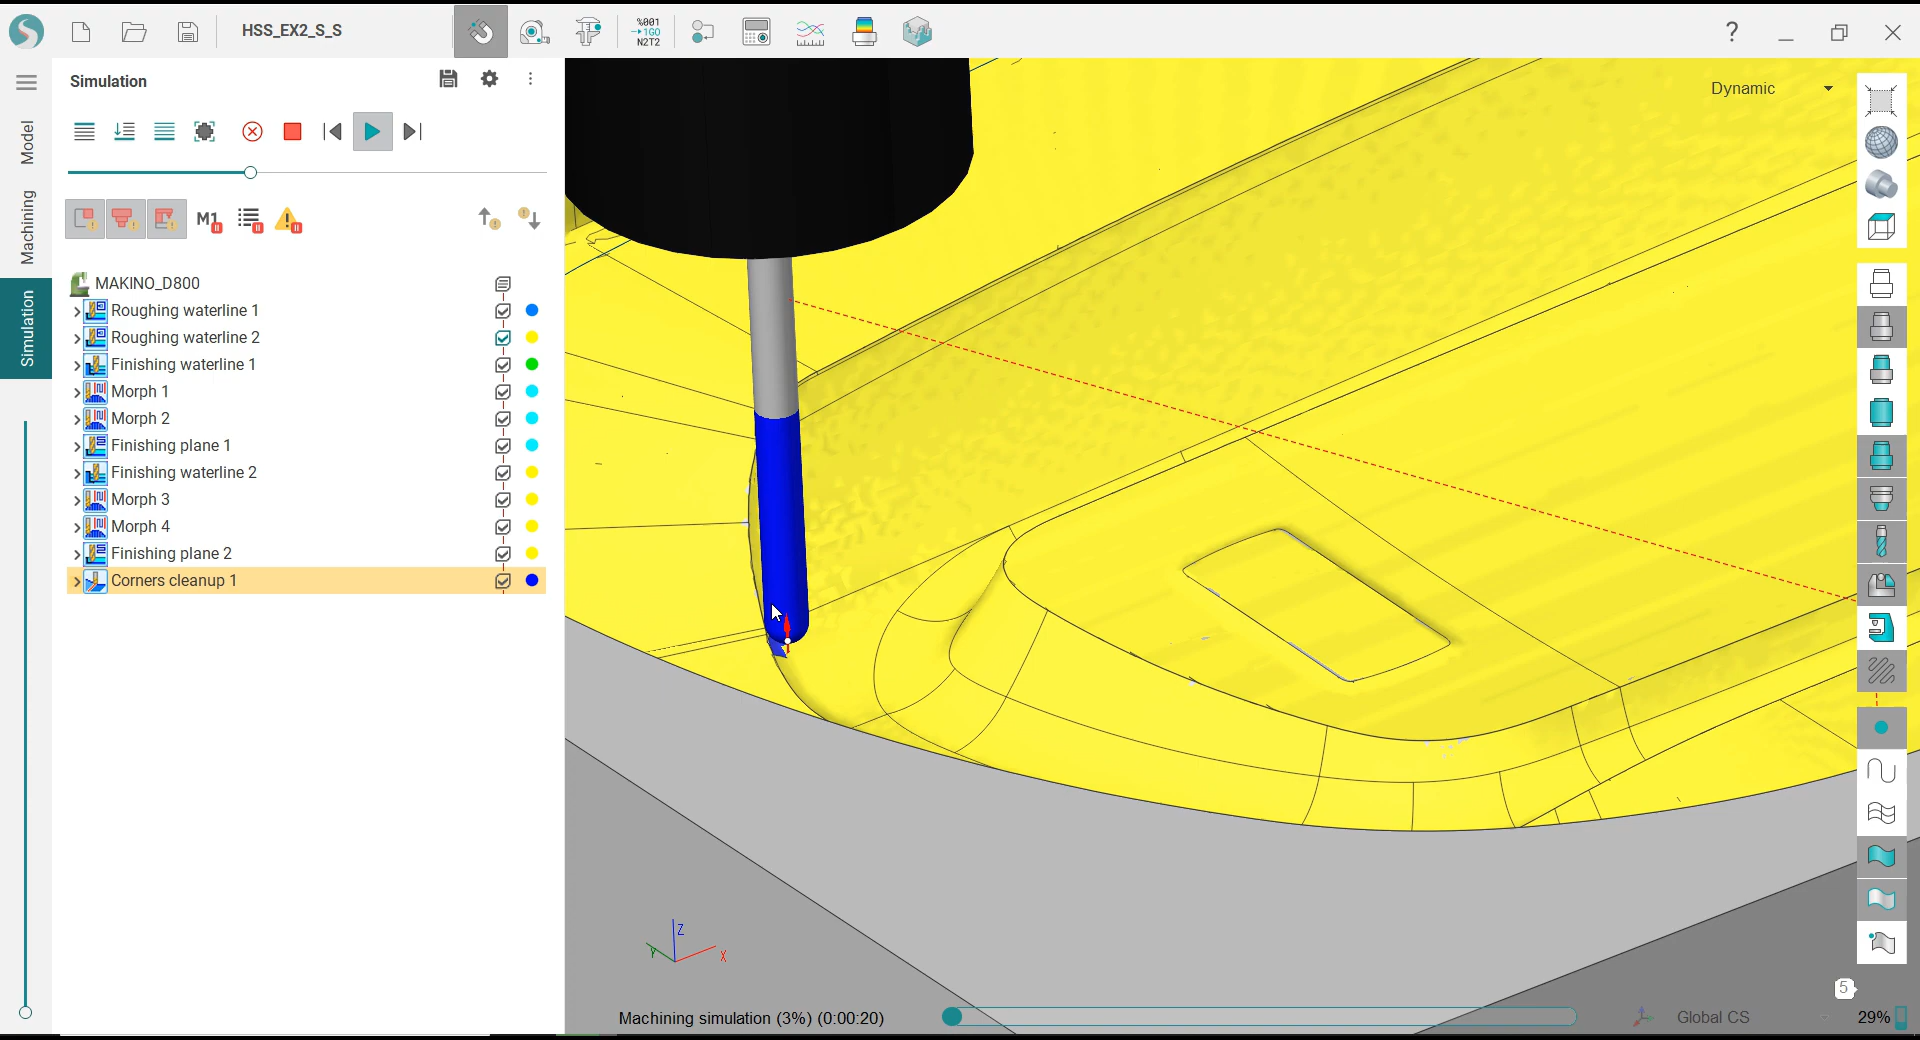 HSS_EX2_S_S
%001
→1G0
N2T2
?
Simulation
Model
Machining
Simulation
M1
MAKINO_D800
Roughing waterline 1
Roughing waterline 2
Finishing waterline 1
Morph 1
Morph 2
Finishing plane 1
Finishing waterline 2
Morph 3
Morph 4
Finishing plane 2
Corners cleanup 1
Dynamic
Z
Y
X
Machining simulation (3%) (0:00:20)
Global CS
5
29%